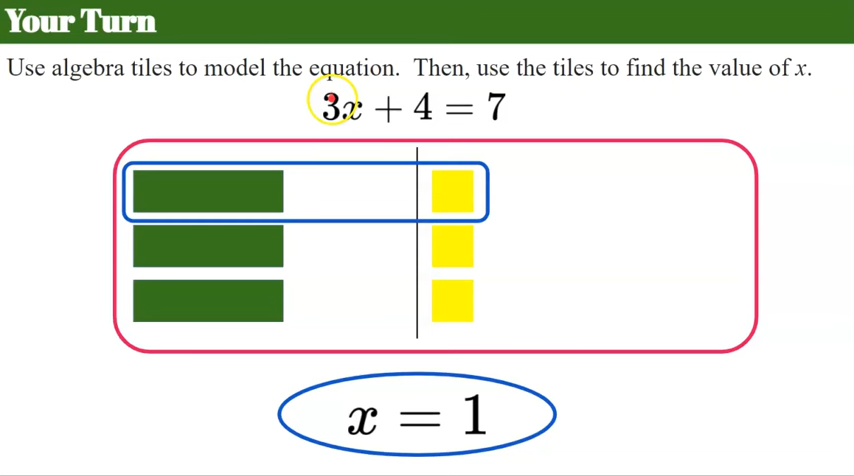 Your Turn
Use algebra tiles to model the equation. Then, use the tiles to find the value of x.
3x + 4 = 7
x = 1